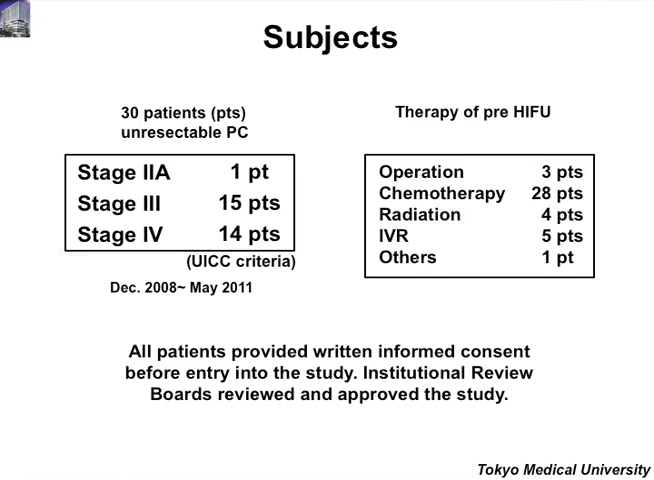 Subjects
30 patients (pts)
unresectable PC
Stage IIA 1 pt
Stage III 15 pts
Stage IV 14 pts
(UICC criteria)
Dec. 2008~ May 2011
Therapy of pre HIFU
Operation 3 pts
Chemotherapy 28 pts
Radiation 4 pts
IVR 5 pts
Others 1 pt
All patients provided written informed consent
before entry into the study. Institutional Review
Boards reviewed and approved the study.
Tokyo Medical University